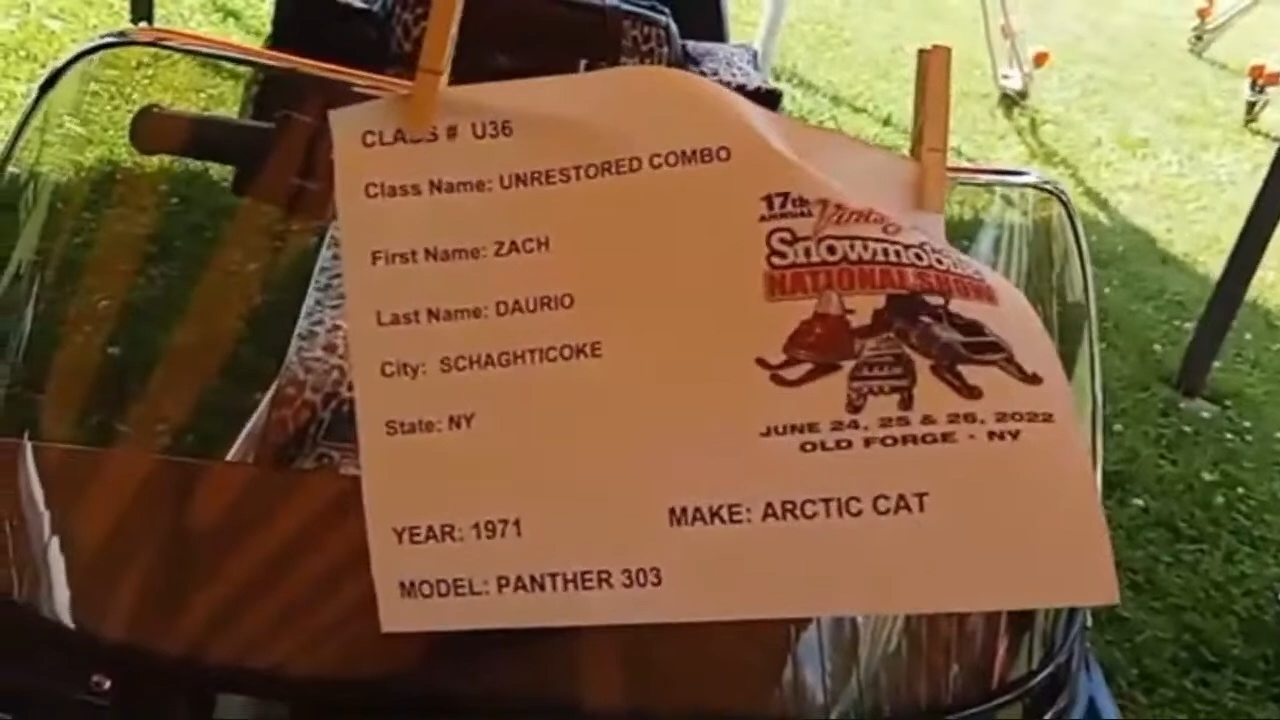 CLASS # U36
Class Name: UNRESTORED COMBO
First Name: ZACH
Last Name: DAURIO
City: SCHAGHTICOKE
State: NY
YEAR: 1971
MAKE: ARCTIC CAT
MODEL: PANTHER 303
17th
ANNUAL
Snowmobile
NATIONAL SHOW
JUNE 24, 25 & 26, 2022
OLD FORGE - NY